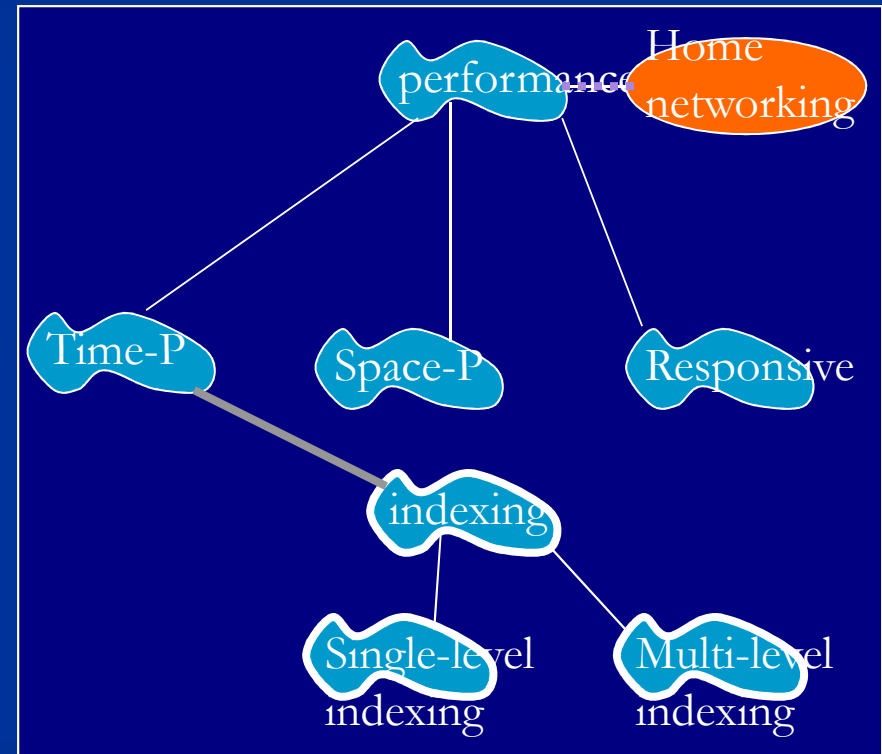 performance
Home
networking
Time-P
Space-P
Responsive
indexing
Single-level
indexing
Multi-level
indexing